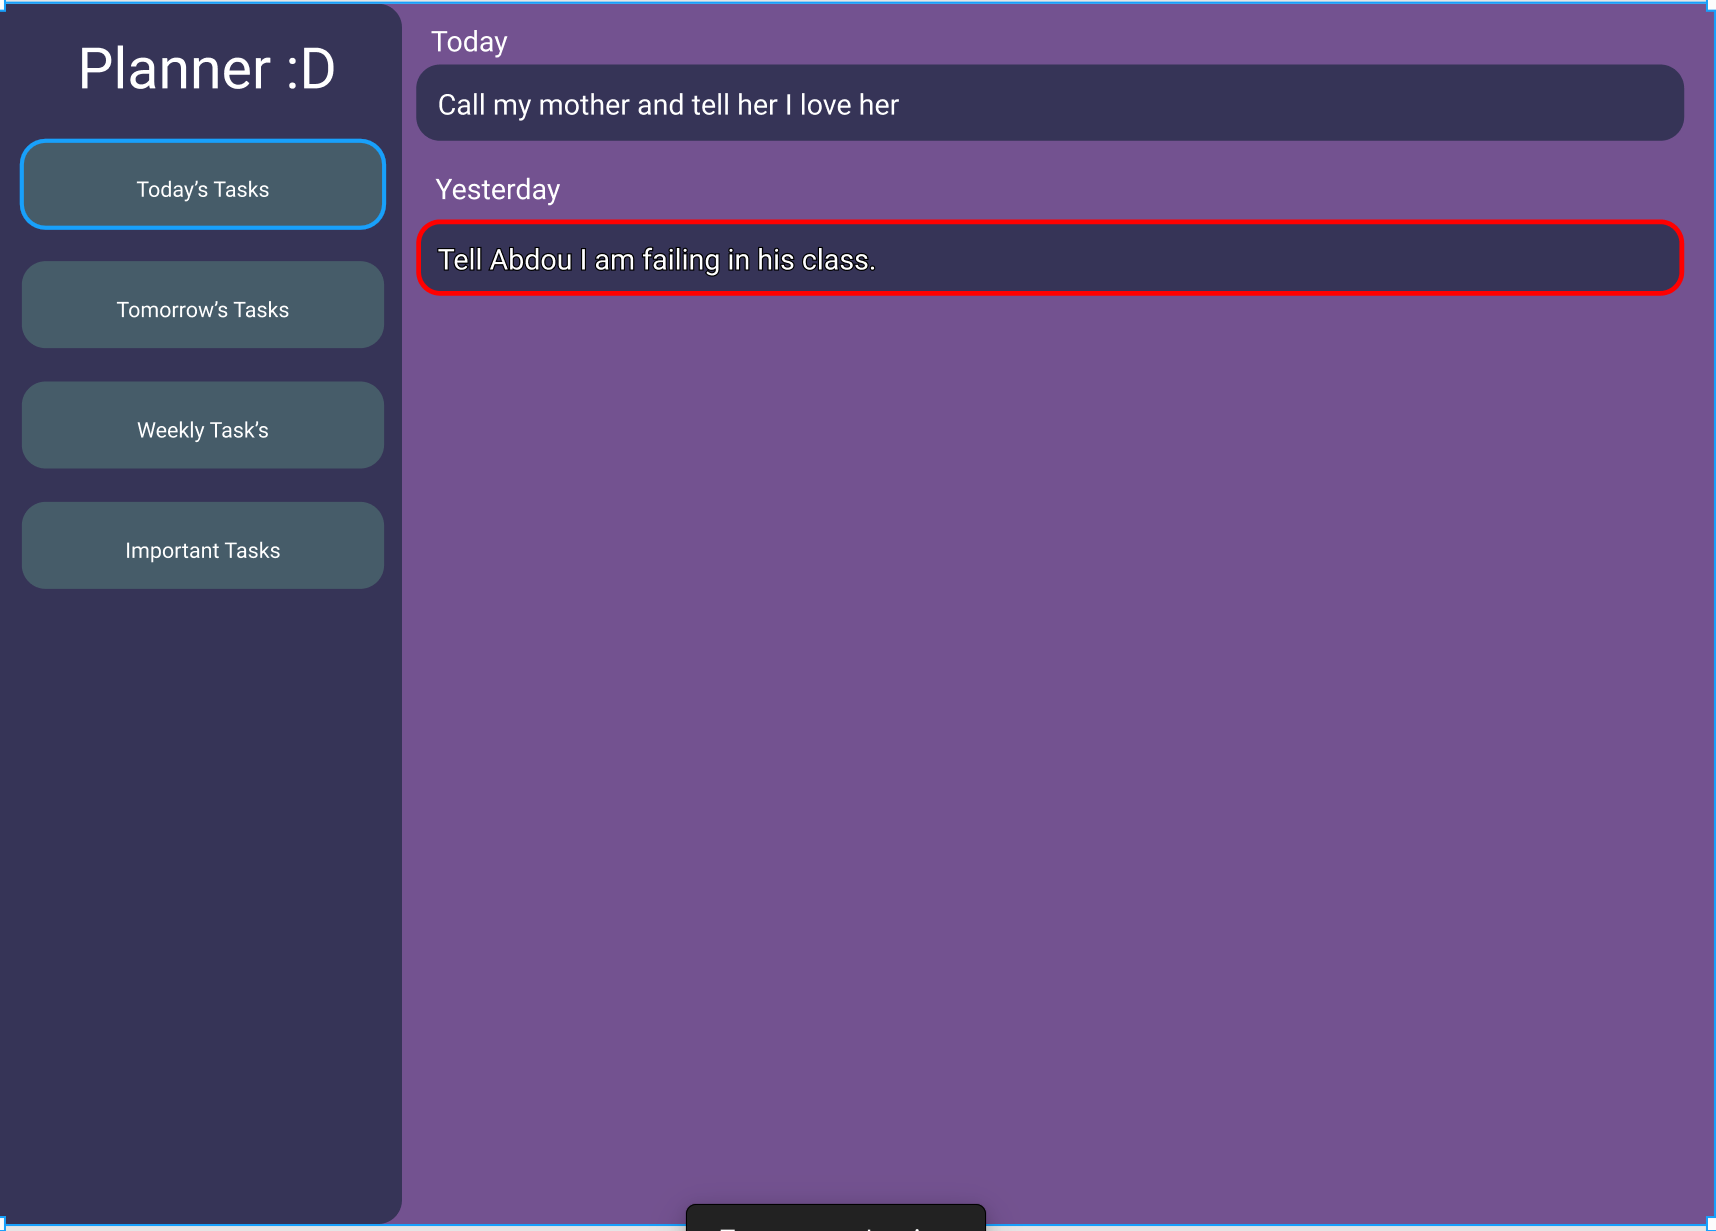 Planner :D
Today’s Tasks
Tomorrow’s Tasks
Weekly Task’s
Important Tasks
Today
Call my mother and tell her I love her
Yesterday
Tell Abdou I am failing in his class.